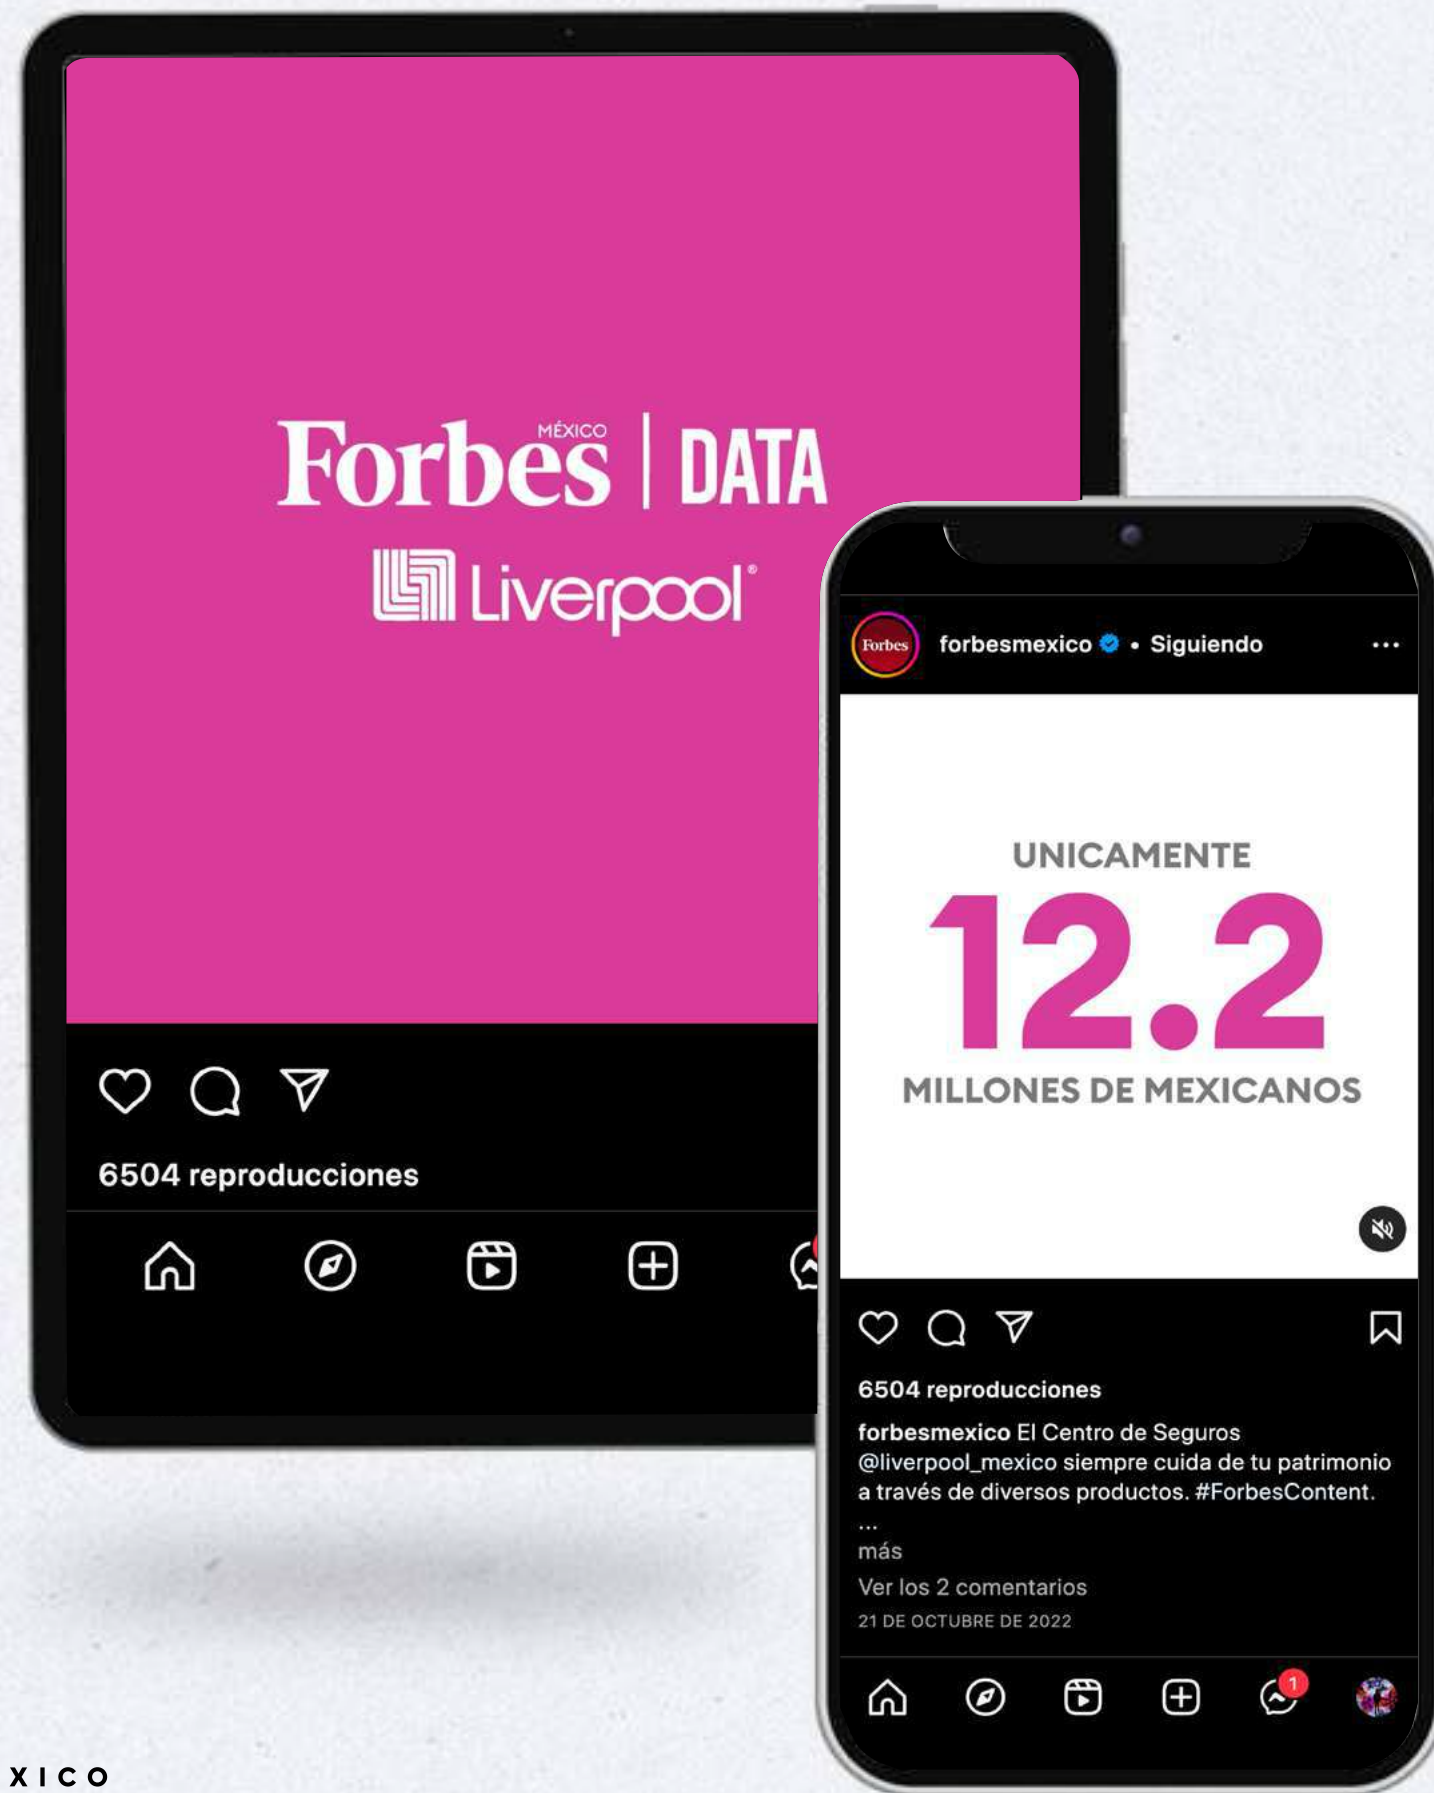 Forbes MÉXICO | DATA
Liverpool®
6504 reproducciones
Forbes
forbesmexico • Siguiendo
UNICAMENTE
12.2
MILLONES DE MEXICANOS
6504 reproducciones
forbesmexico El Centro de Seguros
@liverpool_mexico siempre cuida de tu patrimonio
a través de diversos productos. #ForbesContent.
...
más
Ver los 2 comentarios
21 DE OCTUBRE DE 2022
1
XICO